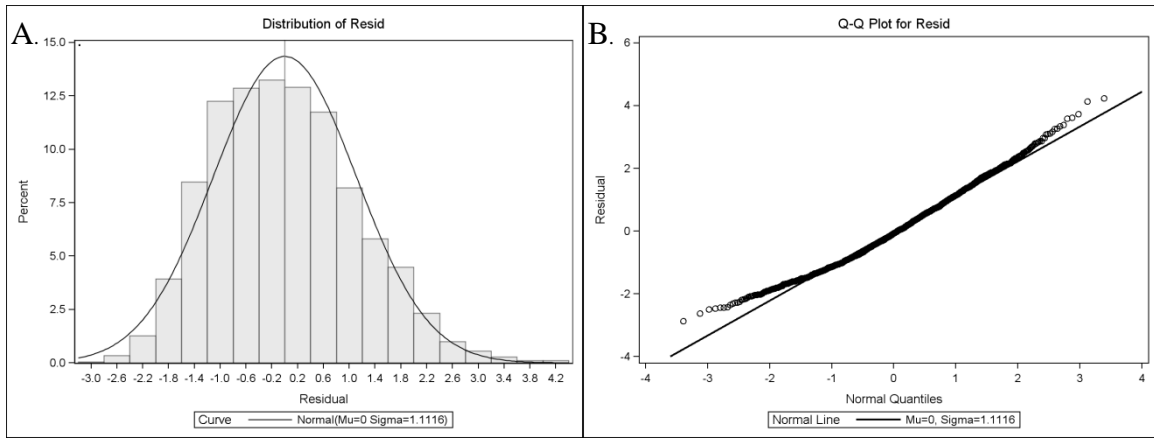 A.
Distribution of Resid
15.0
12.5
10.0
7.5
5.0
2.5
0.0
Percent
-3.0 -2.6 -2.2 -1.8 -1.4 -1.0 -0.6 -0.2 0.2 0.6 1.0 1.4 1.8 2.2 2.6 3.0 3.4 3.8 4.2
Residual
Curve Normal(Mu=0 Sigma=1.1116)
B.
Q-Q Plot for Resid
6
4
2
0
-2
-4
Residual
-4 -3 -2 -1 0 1 2 3 4
Normal Quantiles
Normal Line Mu=0, Sigma=1.1116